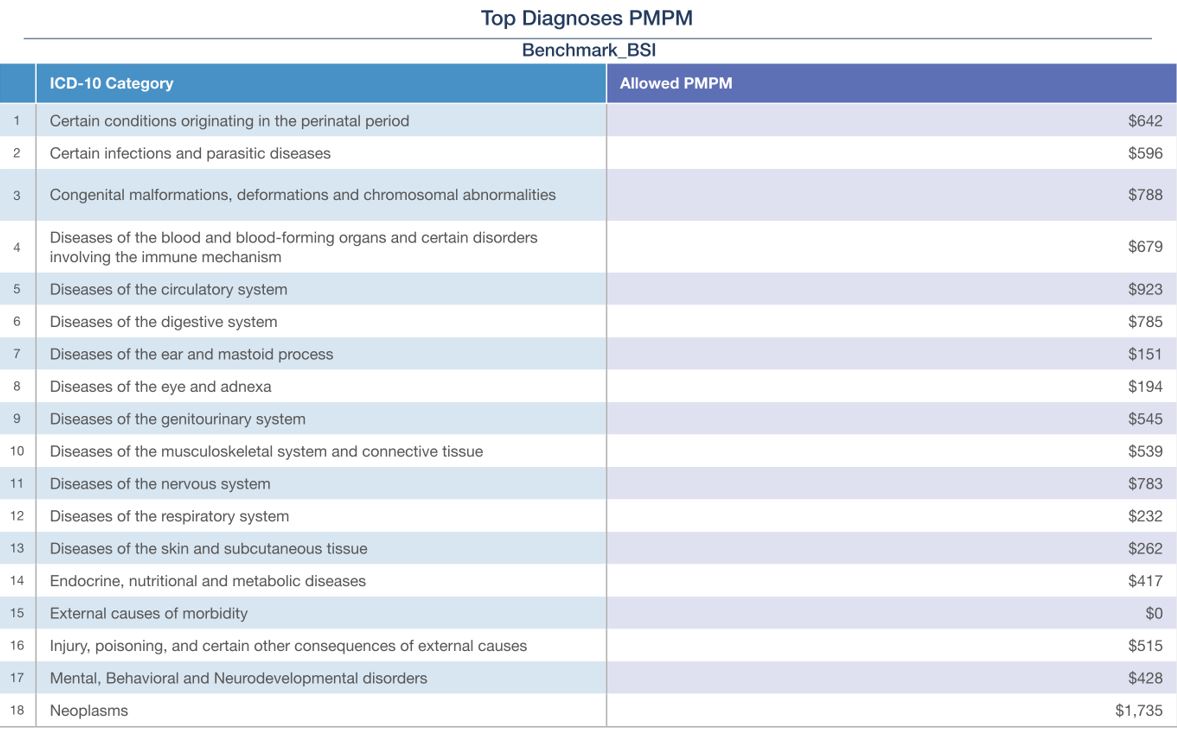 Top Diagnoses PMPM
Benchmark_BSI
ICD-10 Category Allowed PMPM
1 Certain conditions originating in the perinatal period $642
2 Certain infections and parasitic diseases $596
3 Congenital malformations, deformations and chromosomal abnormalities $788
4 Diseases of the blood and blood-forming organs and certain disorders
involving the immune mechanism $679
5 Diseases of the circulatory system $923
6 Diseases of the digestive system $785
7 Diseases of the ear and mastoid process $151
8 Diseases of the eye and adnexa $194
9 Diseases of the genitourinary system $545
10 Diseases of the musculoskeletal system and connective tissue $539
11 Diseases of the nervous system $783
12 Diseases of the respiratory system $232
13 Diseases of the skin and subcutaneous tissue $262
14 Endocrine, nutritional and metabolic diseases $417
15 External causes of morbidity $0
16 Injury, poisoning, and certain other consequences of external causes $515
17 Mental, Behavioral and Neurodevelopmental disorders $428
18 Neoplasms $1,735